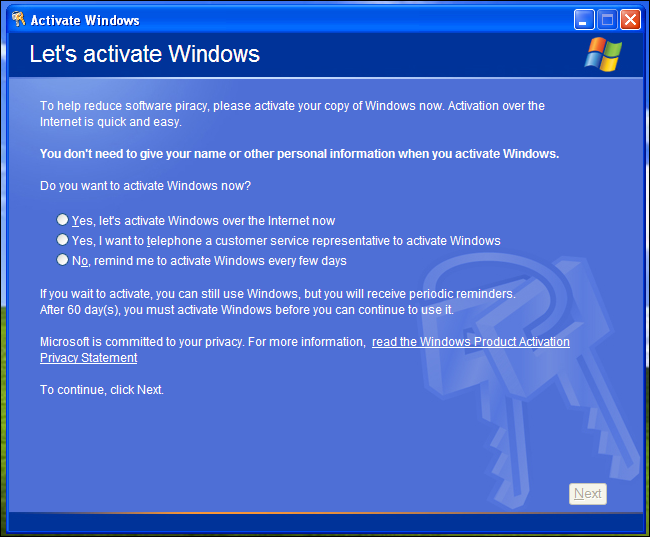 Activate Windows
Let's activate Windows
To help reduce software piracy, please activate your copy of Windows now. Activation over the
Internet is quick and easy.
You don't need to give your name or other personal information when you activate Windows.
Do you want to activate Windows now?
Yes, let's activate Windows over the Internet now
Yes, I want to telephone a customer service representative to activate Windows
No, remind me to activate Windows every few days
If you wait to activate, you can still use Windows, but you will receive periodic reminders.
After 60 day(s), you must activate Windows before you can continue to use it.
Microsoft is committed to your privacy. For more information, read the Windows Product Activation
Privacy Statement
To continue, click Next.
Next